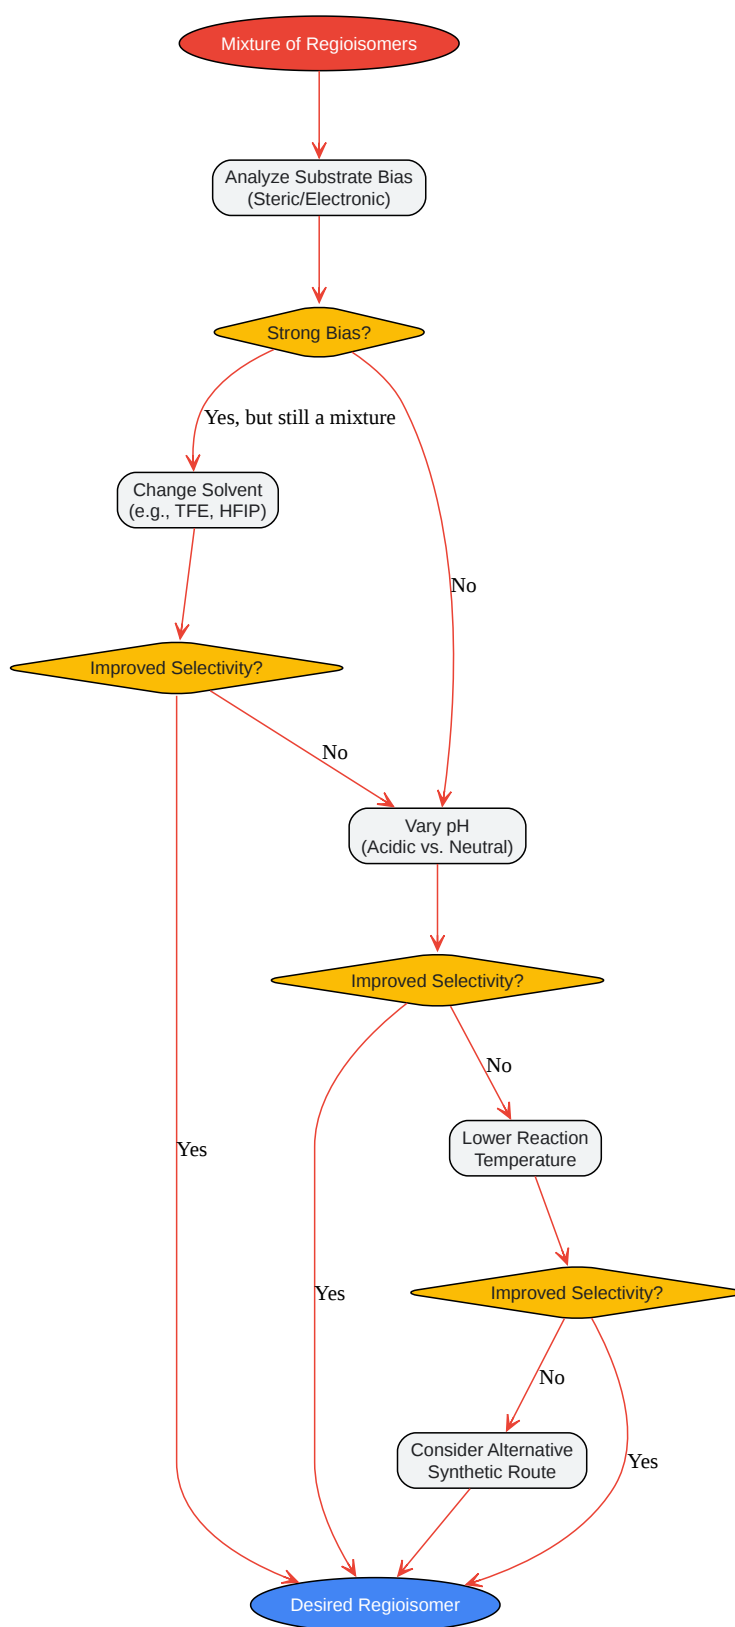 Mixture of Regioisomers
Analyze Substrate Bias
(Steric/Electronic)
Strong Bias?
Yes, but still a mixture
Change Solvent
(e.g., TFE, HFIP)
No
Improved Selectivity?
No
Vary pH
(Acidic vs. Neutral)
Improved Selectivity?
No
Lower Reaction
Temperature
Yes
Improved Selectivity?
Yes
No
Consider Alternative
Synthetic Route
Yes
Desired Regioisomer